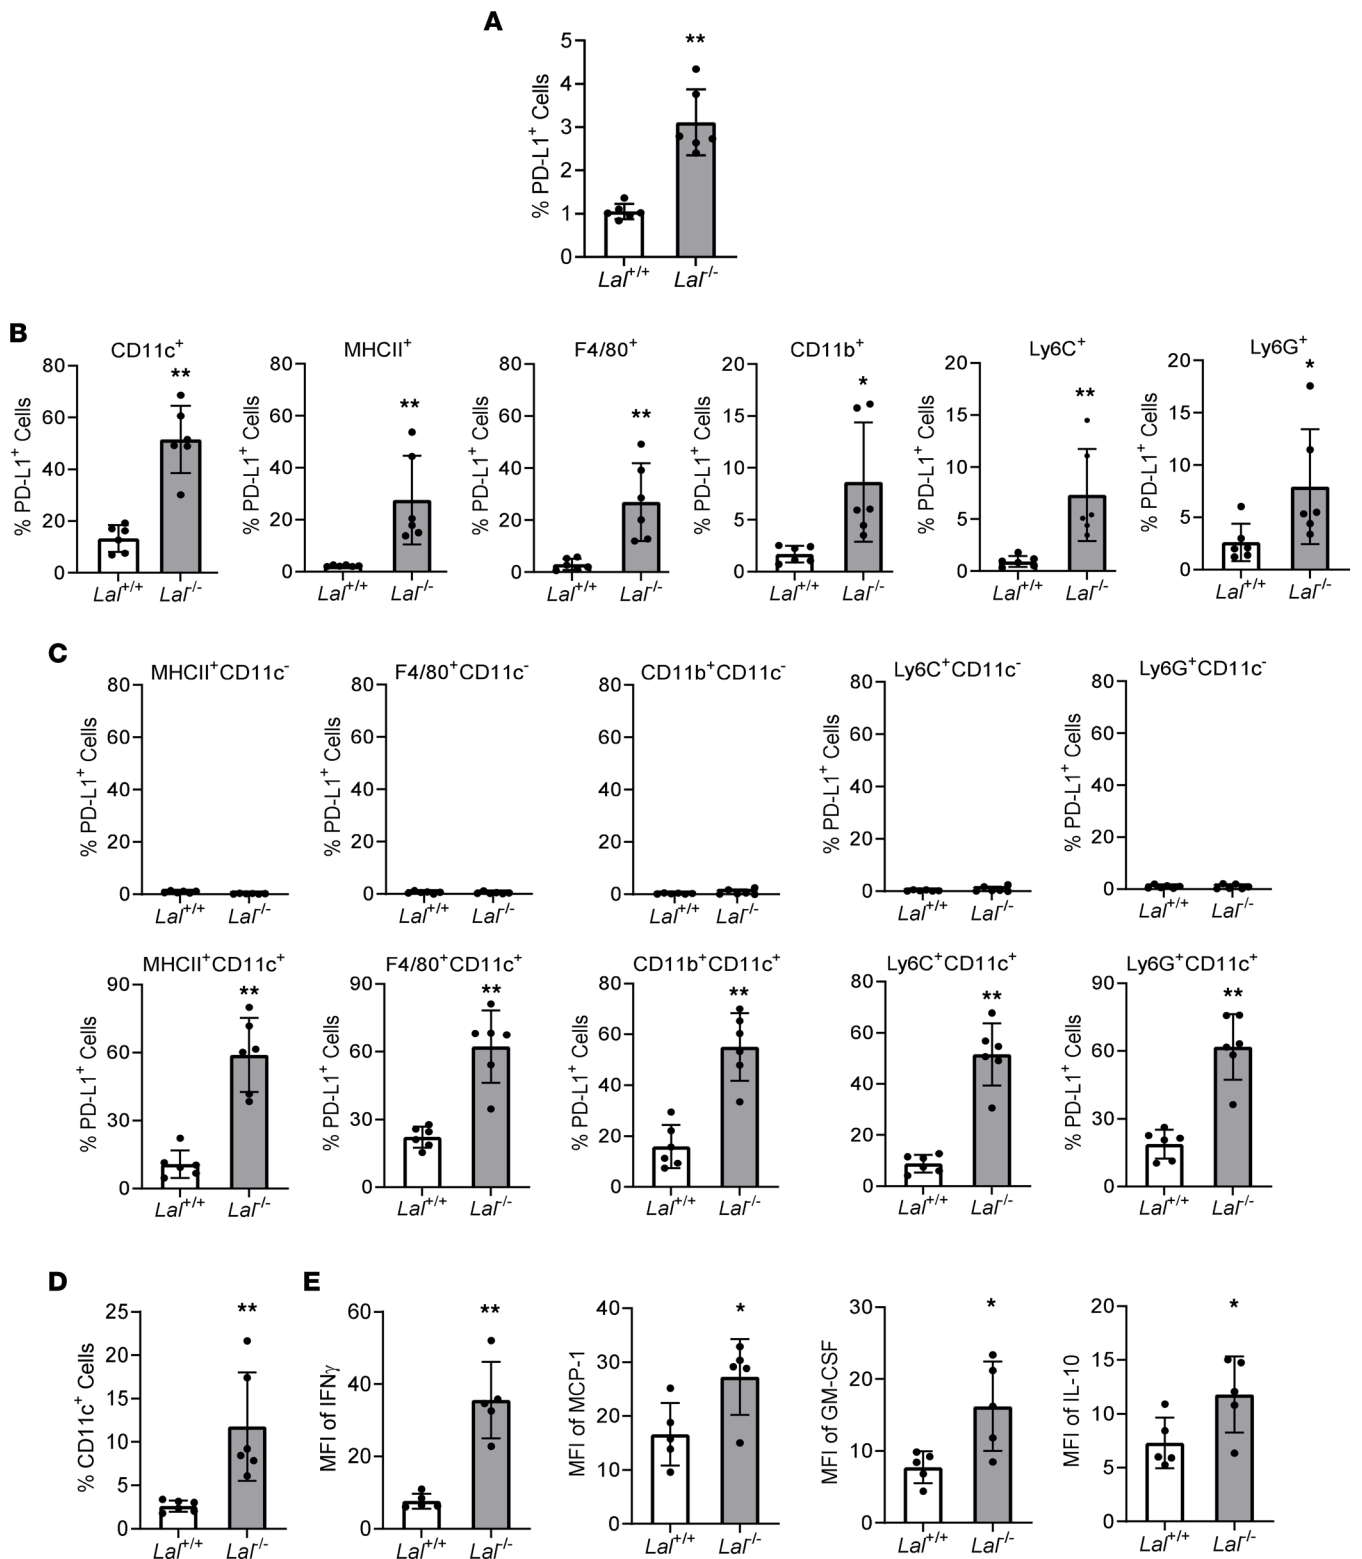 A
**
5
4
3
2
1
0
% PD-L1⁺ Cells
Lal⁺/⁺ Lal⁻/⁻
B
CD11c⁺
**
80
60
40
20
0
% PD-L1⁺ Cells
Lal⁺/⁺ Lal⁻/⁻
MHCII⁺
**
80
60
40
20
0
% PD-L1⁺ Cells
Lal⁺/⁺ Lal⁻/⁻
F4/80⁺
**
80
60
40
20
0
% PD-L1⁺ Cells
Lal⁺/⁺ Lal⁻/⁻
CD11b⁺
*
20
15
10
5
0
% PD-L1⁺ Cells
Lal⁺/⁺ Lal⁻/⁻
Ly6C⁺
**
20
15
10
5
0
% PD-L1⁺ Cells
Lal⁺/⁺ Lal⁻/⁻
Ly6G⁺
*
20
15
10
5
0
% PD-L1⁺ Cells
Lal⁺/⁺ Lal⁻/⁻
C
MHCII⁺CD11c⁻
80
60
40
20
0
% PD-L1⁺ Cells
Lal⁺/⁺ Lal⁻/⁻
F4/80⁺CD11c⁻
80
60
40
20
0
% PD-L1⁺ Cells
Lal⁺/⁺ Lal⁻/⁻
CD11b⁺CD11c⁻
80
60
40
20
0
% PD-L1⁺ Cells
Lal⁺/⁺ Lal⁻/⁻
Ly6C⁺CD11c⁻
80
60
40
20
0
% PD-L1⁺ Cells
Lal⁺/⁺ Lal⁻/⁻
Ly6G⁺CD11c⁻
80
60
40
20
0
% PD-L1⁺ Cells
Lal⁺/⁺ Lal⁻/⁻
MHCII⁺CD11c⁺
**
90
60
30
0
% PD-L1⁺ Cells
Lal⁺/⁺ Lal⁻/⁻
F4/80⁺CD11c⁺
**
90
60
30
0
% PD-L1⁺ Cells
Lal⁺/⁺ Lal⁻/⁻
CD11b⁺CD11c⁺
**
80
60
40
20
0
% PD-L1⁺ Cells
Lal⁺/⁺ Lal⁻/⁻
Ly6C⁺CD11c⁺
**
80
60
40
20
0
% PD-L1⁺ Cells
Lal⁺/⁺ Lal⁻/⁻
Ly6G⁺CD11c⁺
**
90
60
30
0
% PD-L1⁺ Cells
Lal⁺/⁺ Lal⁻/⁻
D
**
25
20
15
10
5
0
% CD11c⁺ Cells
Lal⁺/⁺ Lal⁻/⁻
E
**
60
40
20
0
MFI of IFNγ
Lal⁺/⁺ Lal⁻/⁻
*
40
30
20
10
0
MFI of MCP-1
Lal⁺/⁺ Lal⁻/⁻
*
30
20
10
0
MFI of GM-CSF
Lal⁺/⁺ Lal⁻/⁻
*
20
15
10
5
0
MFI of IL-10
Lal⁺/⁺ Lal⁻/⁻